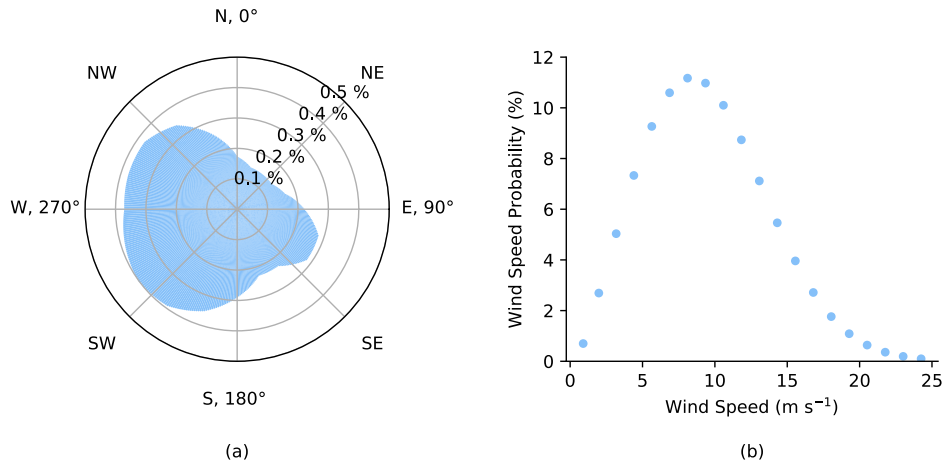 N, 0°
NW
NE
0.5 %
0.4 %
0.3 %
0.2 %
0.1 %
W, 270°
E, 90°
SW
SE
S, 180°
(a)
Wind Speed Probability (%)
12
10
8
6
4
2
0
0 5 10 15 20 25
Wind Speed (m s⁻¹)
(b)